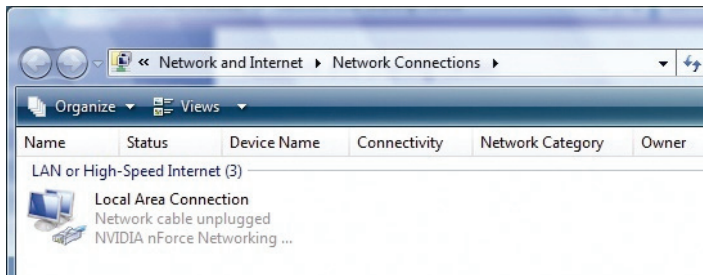 « Network and Internet ▸ Network Connections ▸
Organize ▾ Views ▾
Name Status Device Name Connectivity Network Category Owner
LAN or High-Speed Internet (3)
Local Area Connection
Network cable unplugged
NVIDIA nForce Networking ...